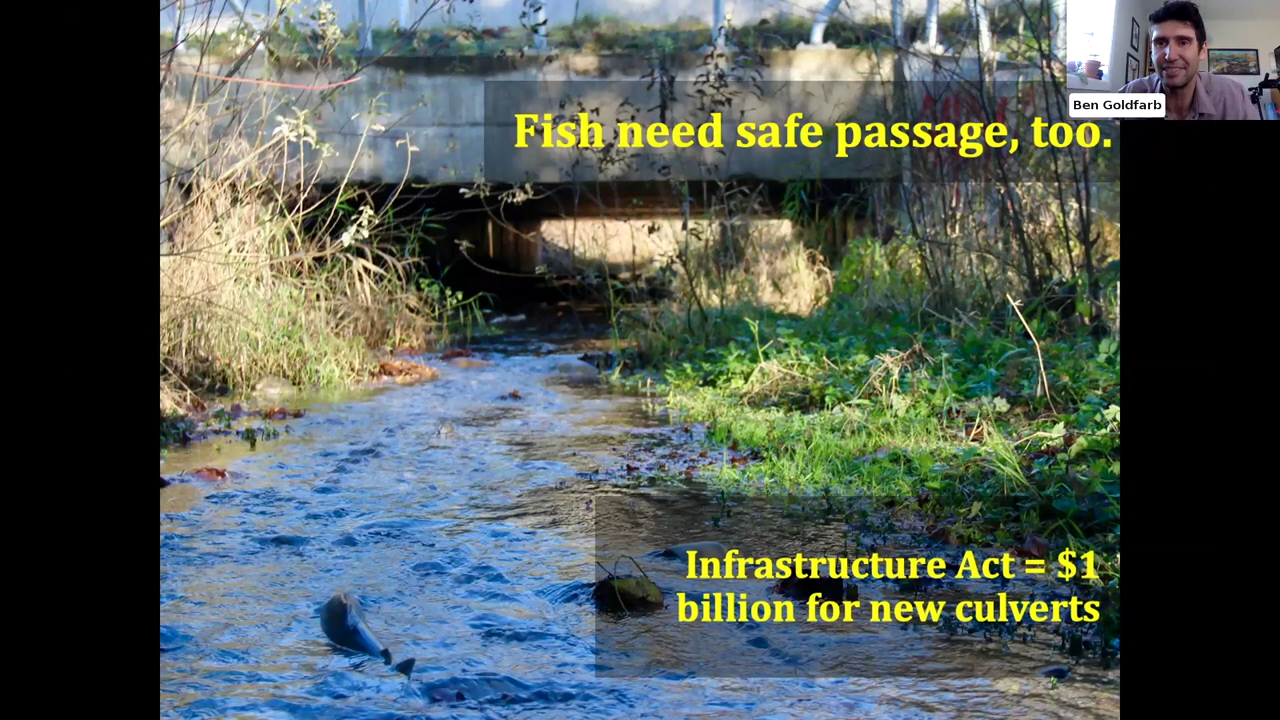 Ben Goldfarb
Fish need safe passage, too.
Infrastructure Act = $1
billion for new culverts